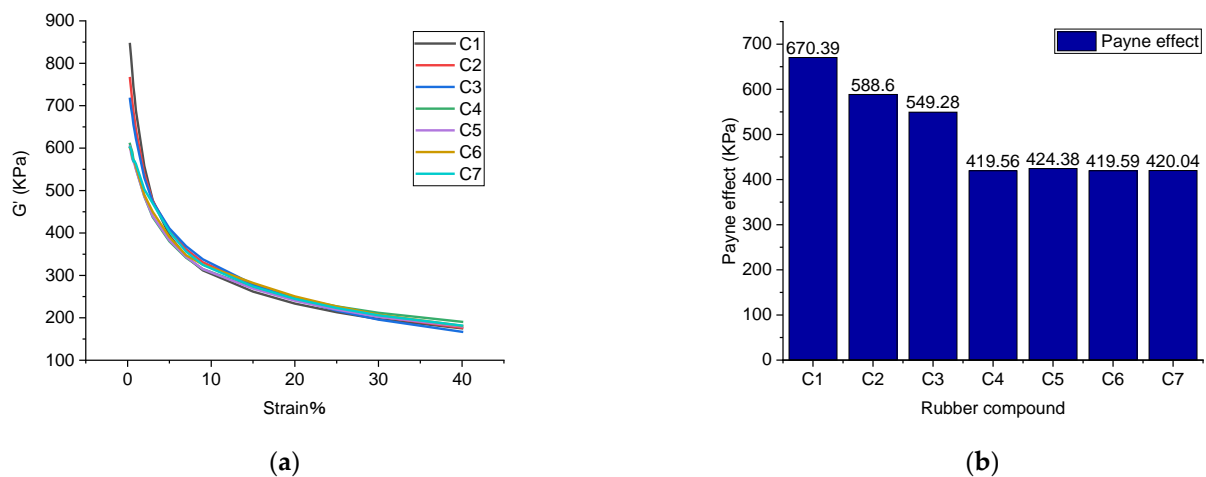 900
800
700
600
500
400
300
200
100
0
10
20
30
40
G' (KPa)
Strain%
C1
C2
C3
C4
C5
C6
C7
(a)
700
600
500
400
300
200
100
0
Payne effect (KPa)
Payne effect
670.39
588.6
549.28
419.56
424.38
419.59
420.04
C1
C2
C3
C4
C5
C6
C7
Rubber compound
(b)